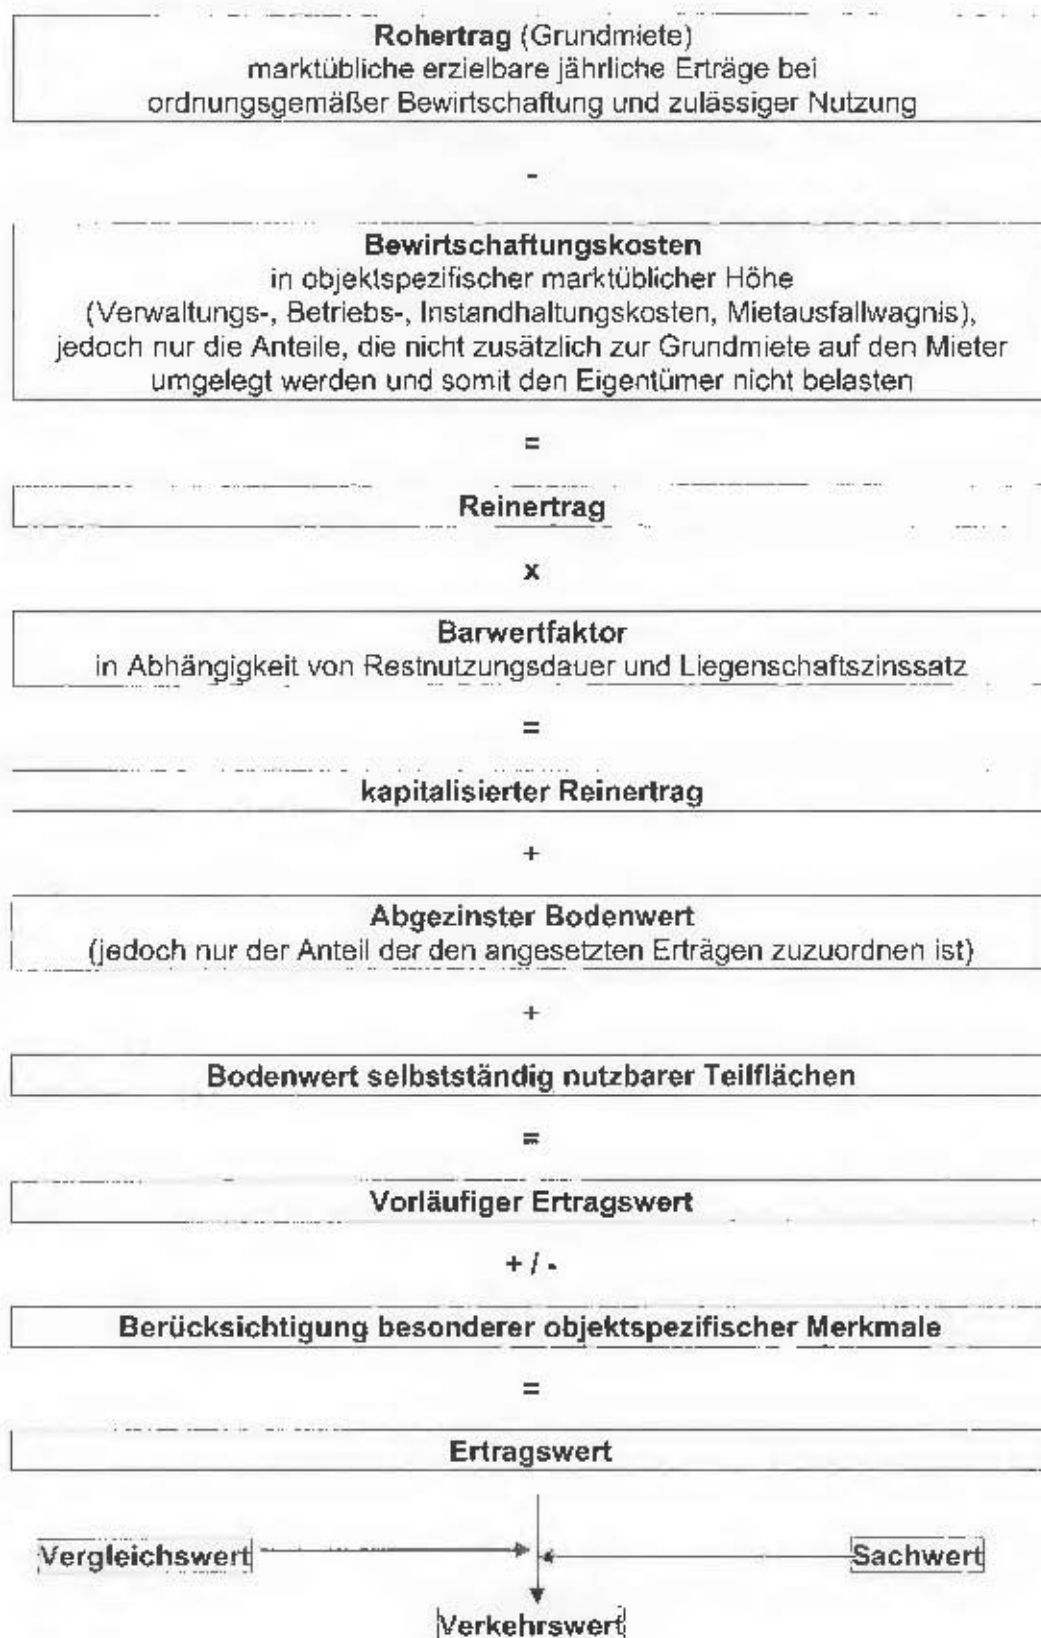 Rohertrag (Grundmiete)
marktübliche erzielbare jährliche Erträge bei
ordnungsgemäßer Bewirtschaftung und zulässiger Nutzung
-
Bewirtschaftungskosten
in objektspezifischer marktüblicher Höhe
(Verwaltungs-, Betriebs-, Instandhaltungskosten, Mietausfallwagnis),
jedoch nur die Anteile, die nicht zusätzlich zur Grundmiete auf den Mieter
umgelegt werden und somit den Eigentümer nicht belasten
=
Reinertrag
x
Barwertfaktor
in Abhängigkeit von Restnutzungsdauer und Liegenschaftszinssatz
=
kapitalisierter Reinertrag
+
Abgezinster Bodenwert
(jedoch nur der Anteil der den angesetzten Erträgen zuzuordnen ist)
+
Bodenwert selbstständig nutzbarer Teilflächen
=
Vorläufiger Ertragswert
+ / -
Berücksichtigung besonderer objektspezifischer Merkmale
=
Ertragswert
Vergleichswert
Sachwert
Verkehrswert